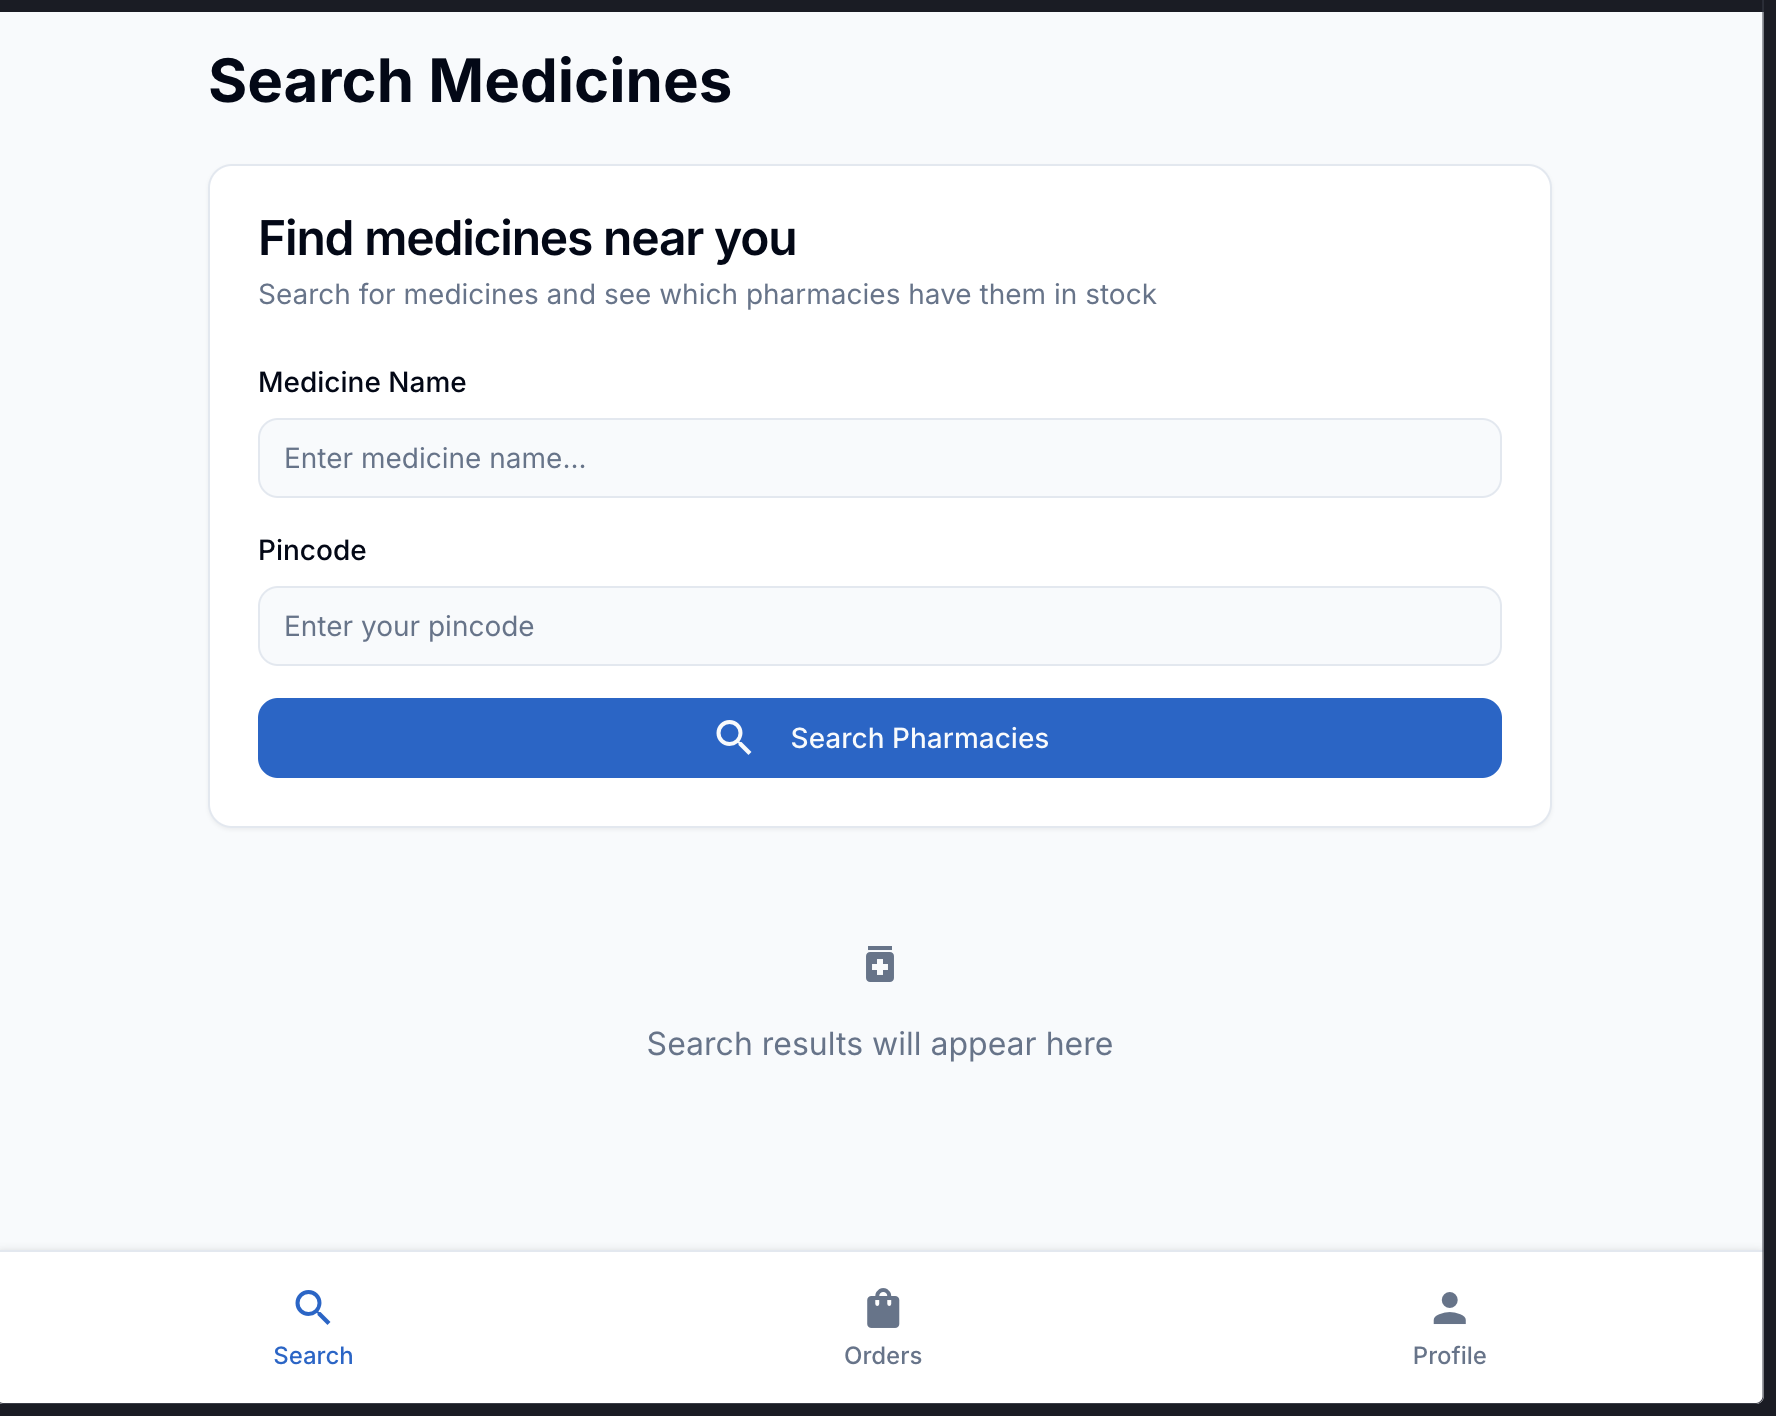 Search Medicines
Find medicines near you
Search for medicines and see which pharmacies have them in stock
Medicine Name
Enter medicine name...
Pincode
Enter your pincode
Search Pharmacies
Search results will appear here
Search
Orders
Profile